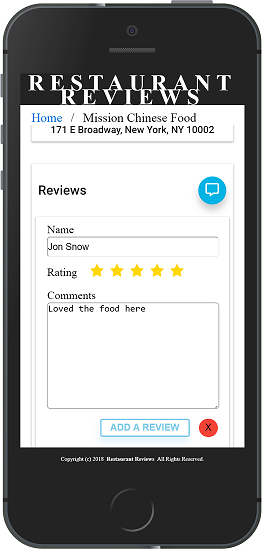 RESTAURANT
REVIEWS
Home / Mission Chinese Food
171 E Broadway, New York, NY 10002
Reviews
Name
Jon Snow
Rating
Comments
Loved the food here
ADD A REVIEW
X
Copyright (c) 2018 Restaurant Reviews All Rights Reserved.